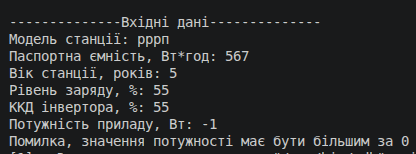 --------------Вхідні дані--------------
Модель станції: рррп
Паспортна ємність, Вт*год: 567
Вік станції, років: 5
Рівень заряду, %: 55
ККД інвертора, %: 55
Потужність приладу, Вт: -1
Помилка, значення потужності має бути більшим за 0